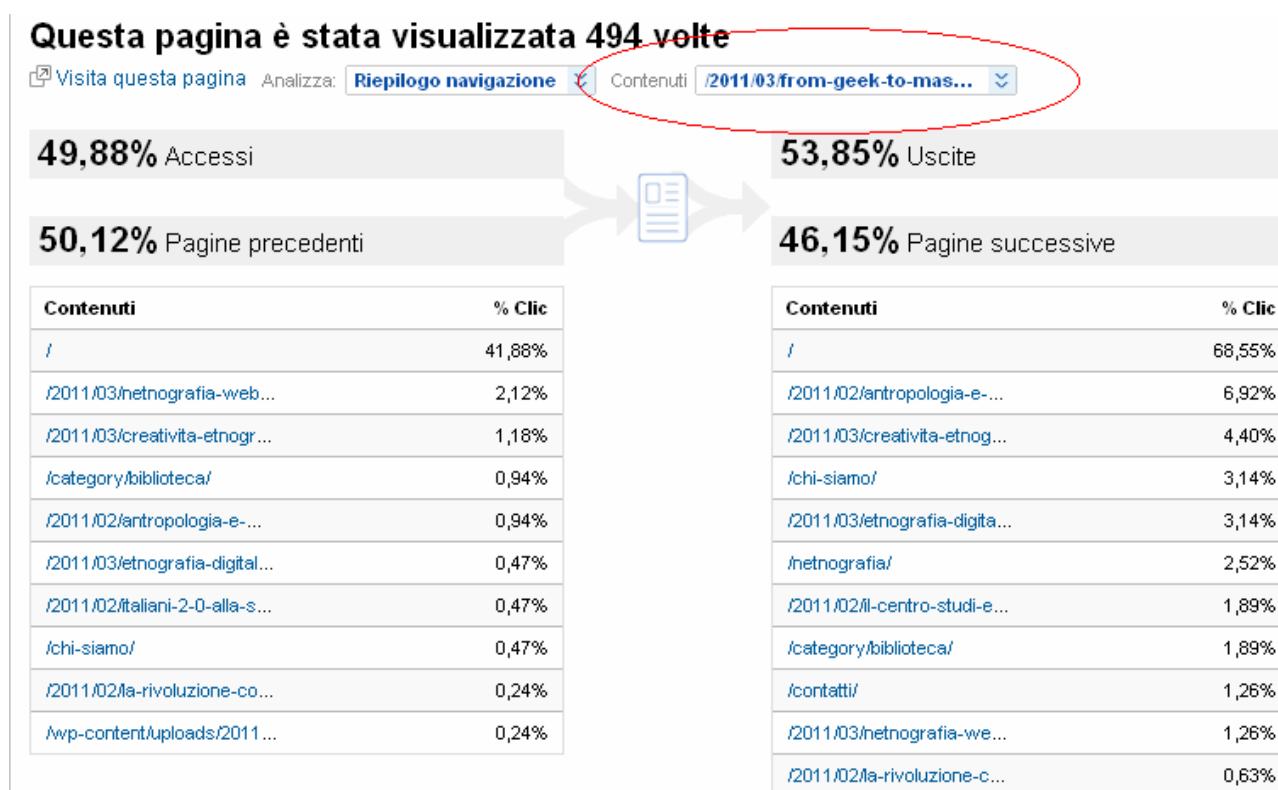 Questa pagina è stata visualizzata 494 volte
Visita questa pagina Analizza: Riepilogo navigazione Contenuti /2011/03/from-geek-to-mas...
49,88% Accessi
50,12% Pagine precedenti
Contenuti % Clic
/ 41,88%
/2011/03/netnografia-web... 2,12%
/2011/03/creativita-etnogr... 1,18%
/category/biblioteca/ 0,94%
/2011/02/antropologia-e-... 0,94%
/2011/03/etnografia-digital... 0,47%
/2011/02/italiani-2-0-alla-s... 0,47%
/chi-siamo/ 0,47%
/2011/02/la-rivoluzione-co... 0,24%
/wp-content/uploads/2011... 0,24%
53,85% Uscite
46,15% Pagine successive
Contenuti % Clic
/ 68,55%
/2011/02/antropologia-e-... 6,92%
/2011/03/creativita-etnog... 4,40%
/chi-siamo/ 3,14%
/2011/03/etnografia-digita... 3,14%
/netnografia/ 2,52%
/2011/02/il-centro-studi-e... 1,89%
/category/biblioteca/ 1,89%
/contatti/ 1,26%
/2011/03/netnografia-we... 1,26%
/2011/02/la-rivoluzione-c... 0,63%